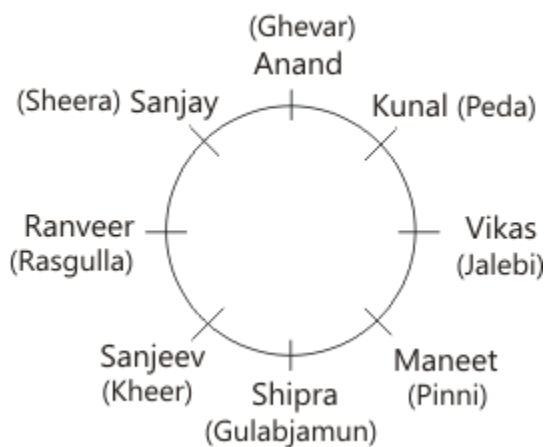 (Ghevar)
Anand
(Sheera) Sanjay
Kunal (Peda)
Ranveer
(Rasgulla)
Vikas
(Jalebi)
Sanjeev
(Kheer)
Shipra
(Gulabjamun)
Maneet
(Pinni)